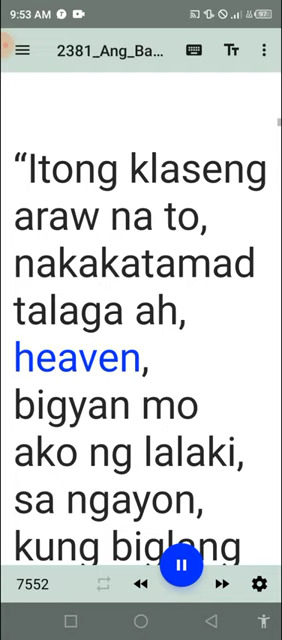 9:53 AM
2381_Ang_Ba...
“Itong klaseng
araw na to,
nakakatamad
talaga ah,
heaven,
bigyan mo
ako ng lalaki,
sa ngayon,
kung biglang
7552